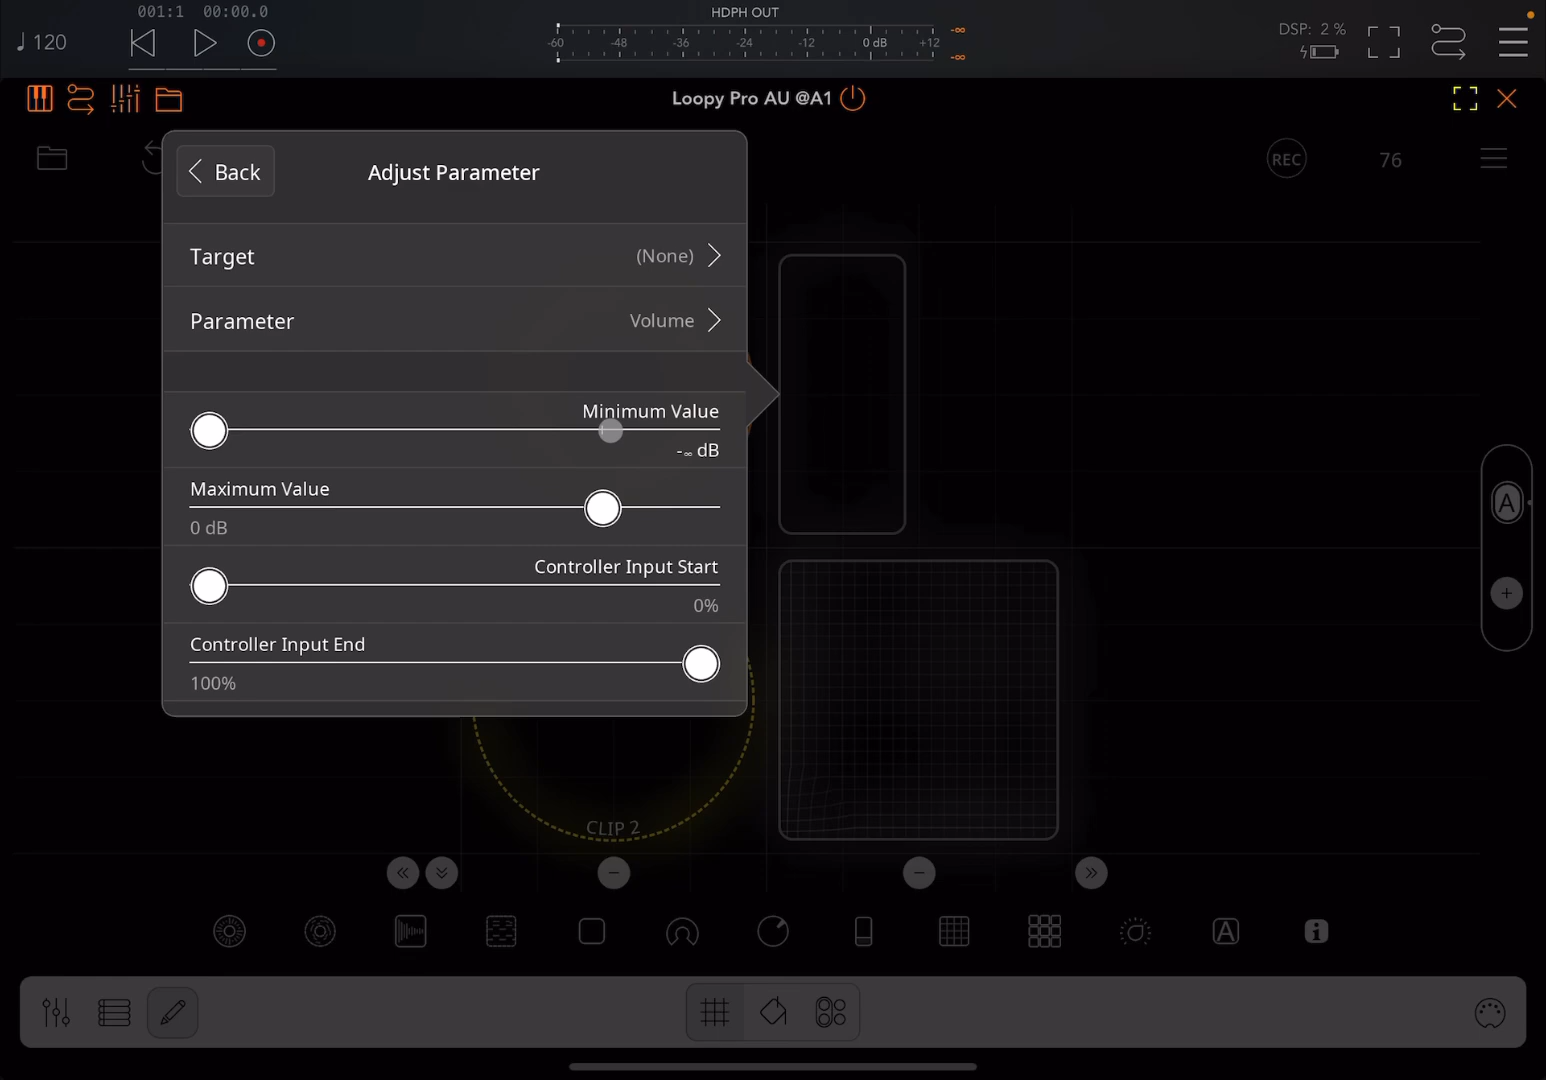 001:1 00:00.0
HDPH OUT
♩ 120
-60 -48 -36 -24 -12 0 dB +12
-∞
-∞
DSP: 2 %
Loopy Pro AU @A1
Back
Adjust Parameter
REC
76
Target
(None)
Parameter
Volume
Minimum Value
-∞ dB
Maximum Value
0 dB
Controller Input Start
0%
Controller Input End
100%
A
CLIP 2
A